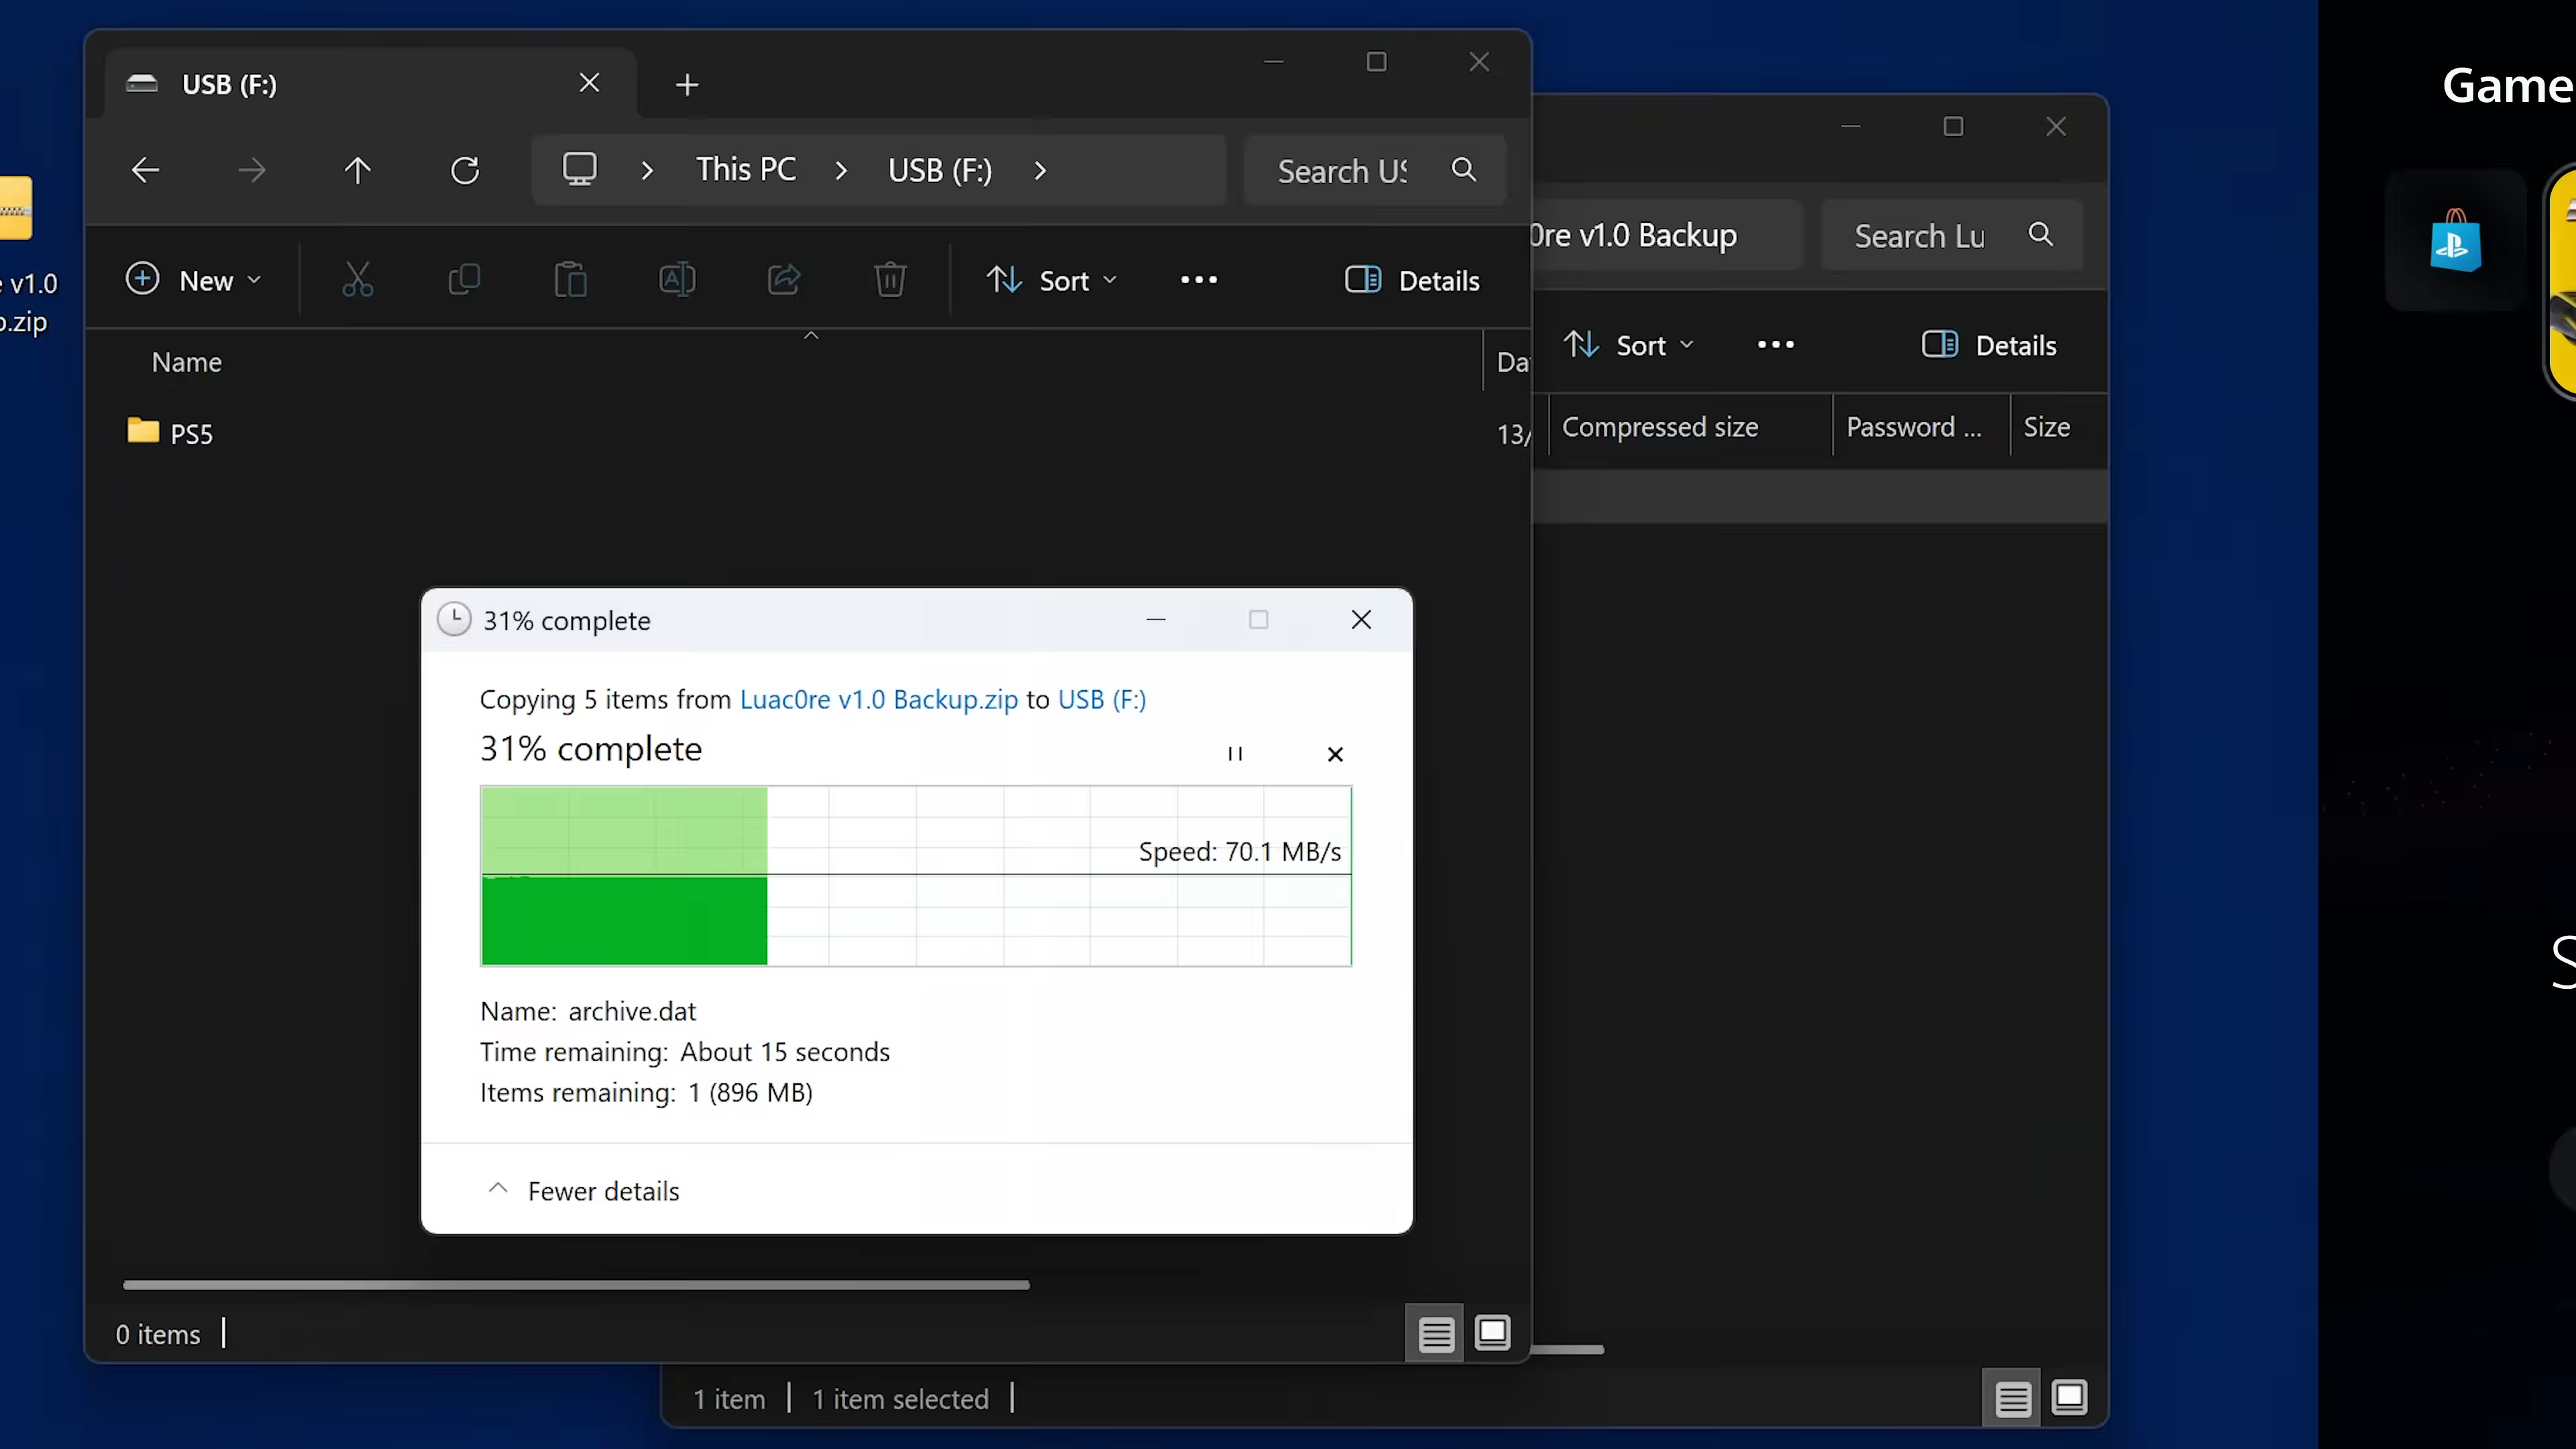 USB (F:)
This PC
USB (F:)
Search US
New
Sort
Details
Name
Da
PS5
13/
31% complete
Copying 5 items from Luac0re v1.0 Backup.zip to USB (F:)
31% complete
Speed: 70.1 MB/s
Name: archive.dat
Time remaining: About 15 seconds
Items remaining: 1 (896 MB)
Fewer details
0 items
0re v1.0 Backup
Search Lu
Sort
Details
Compressed size
Password ...
Size
1 item
1 item selected
e v1.0
p.zip
Game
S